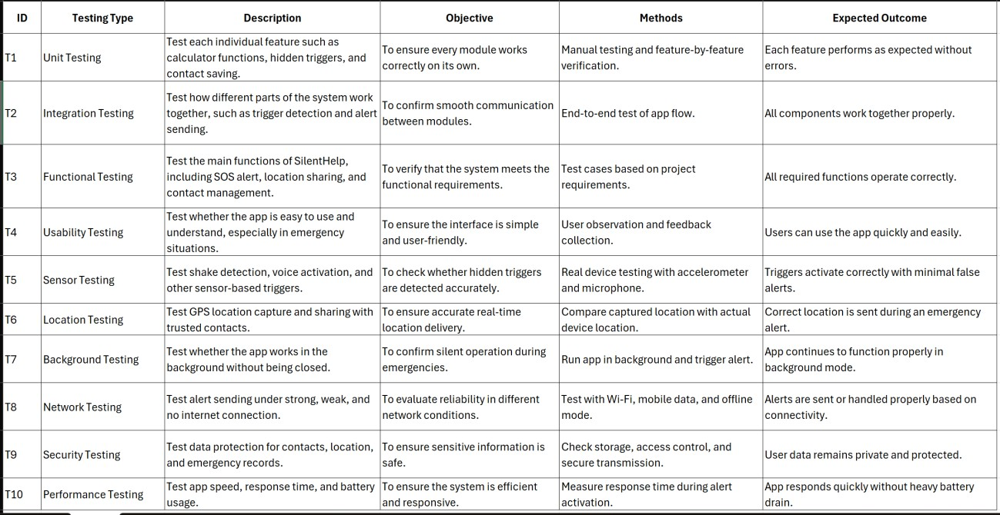 ID Testing Type Description Objective Methods Expected Outcome
T1 Unit Testing Test each individual feature such as calculator functions, hidden triggers, and contact saving. To ensure every module works correctly on its own. Manual testing and feature-by-feature verification. Each feature performs as expected without errors.
T2 Integration Testing Test how different parts of the system work together, such as trigger detection and alert sending. To confirm smooth communication between modules. End-to-end test of app flow. All components work together properly.
T3 Functional Testing Test the main functions of SilentHelp, including SOS alert, location sharing, and contact management. To verify that the system meets the functional requirements. Test cases based on project requirements. All required functions operate correctly.
T4 Usability Testing Test whether the app is easy to use and understand, especially in emergency situations. To ensure the interface is simple and user-friendly. User observation and feedback collection. Users can use the app quickly and easily.
T5 Sensor Testing Test shake detection, voice activation, and other sensor-based triggers. To check whether hidden triggers are detected accurately. Real device testing with accelerometer and microphone. Triggers activate correctly with minimal false alerts.
T6 Location Testing Test GPS location capture and sharing with trusted contacts. To ensure accurate real-time location delivery. Compare captured location with actual device location. Correct location is sent during an emergency alert.
T7 Background Testing Test whether the app works in the background without being closed. To confirm silent operation during emergencies. Run app in background and trigger alert. App continues to function properly in background mode.
T8 Network Testing Test alert sending under strong, weak, and no internet connection. To evaluate reliability in different network conditions. Test with Wi-Fi, mobile data, and offline mode. Alerts are sent or handled properly based on connectivity.
T9 Security Testing Test data protection for contacts, location, and emergency records. To ensure sensitive information is safe. Check storage, access control, and secure transmission. User data remains private and protected.
T10 Performance Testing Test app speed, response time, and battery usage. To ensure the system is efficient and responsive. Measure response time during alert activation. App responds quickly without heavy battery drain.